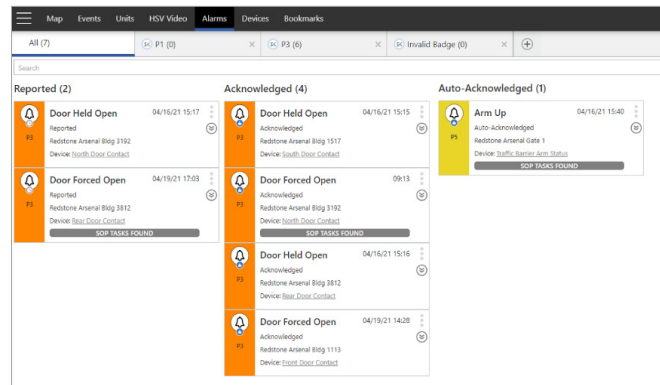 Map Events Units HSV Video Alarms Devices Bookmarks
All (7) P1 (0) P3 (6) Invalid Badge (0)
Search
Reported (2)
Door Held Open 04/16/21 15:17
Reported
P3
Redstone Arsenal Bldg 3192
Device: North Door Contact
Door Forced Open 04/19/21 17:03
Reported
P3
Redstone Arsenal Bldg 3812
Device: Rear Door Contact
SOP TASKS FOUND
Acknowledged (4)
Door Held Open 04/16/21 15:15
Acknowledged
P3
Redstone Arsenal Bldg 1517
Device: South Door Contact
Door Forced Open 09:13
Acknowledged
P3
Redstone Arsenal Bldg 3192
Device: North Door Contact
SOP TASKS FOUND
Door Held Open 04/16/21 15:16
Acknowledged
P3
Redstone Arsenal Bldg 3812
Device: Rear Door Contact
Door Forced Open 04/19/21 14:28
Acknowledged
P3
Redstone Arsenal Bldg 1113
Device: Front Door Contact
Auto-Acknowledged (1)
Arm Up 04/16/21 15:40
Auto-Acknowledged
P5
Redstone Arsenal Gate 1
Device: Traffic Barrier Arm Status
SOP TASKS FOUND